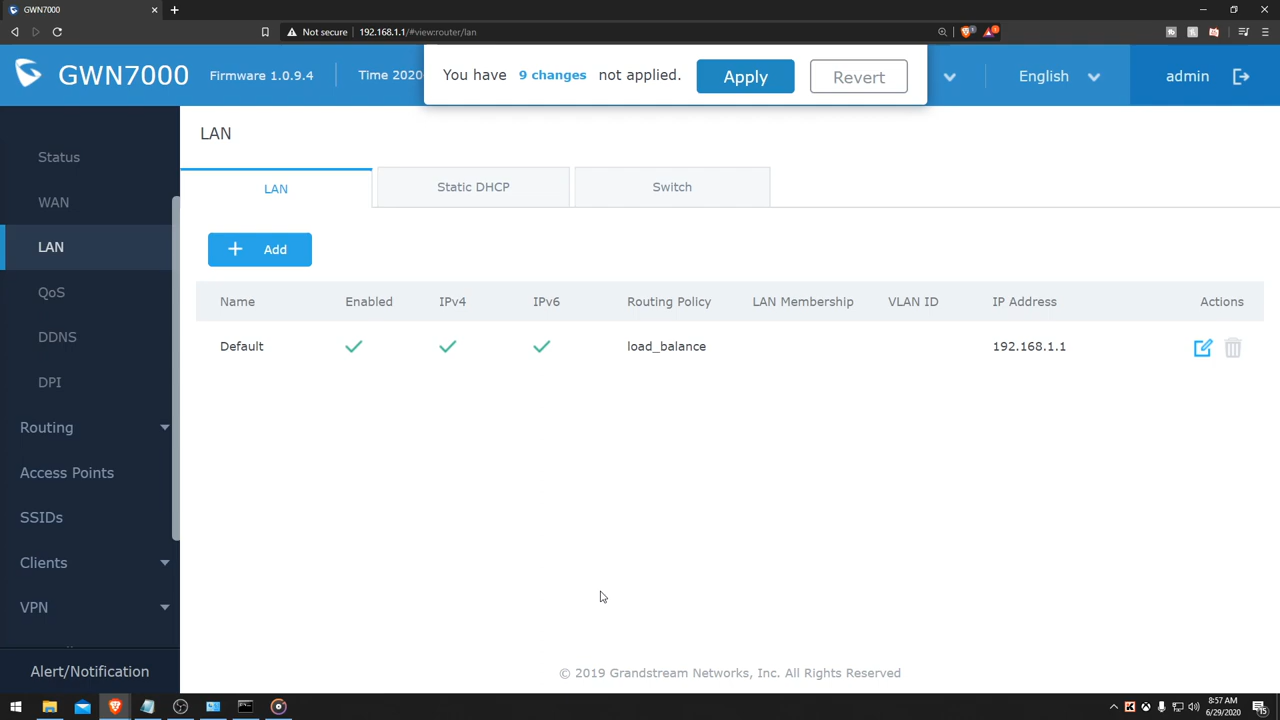 GWN7000
Not secure 192.168.1.1/#view:router/lan
GWN7000 Firmware 1.0.9.4 Time 2020
You have 9 changes not applied. Apply Revert
English admin
Status
WAN
LAN
QoS
DDNS
DPI
Routing
Access Points
SSIDs
Clients
VPN
Alert/Notification
LAN
LAN Static DHCP Switch
+ Add
Name Enabled IPv4 IPv6 Routing Policy LAN Membership VLAN ID IP Address Actions
Default load_balance 192.168.1.1
© 2019 Grandstream Networks, Inc. All Rights Reserved
8:57 AM
6/29/2020